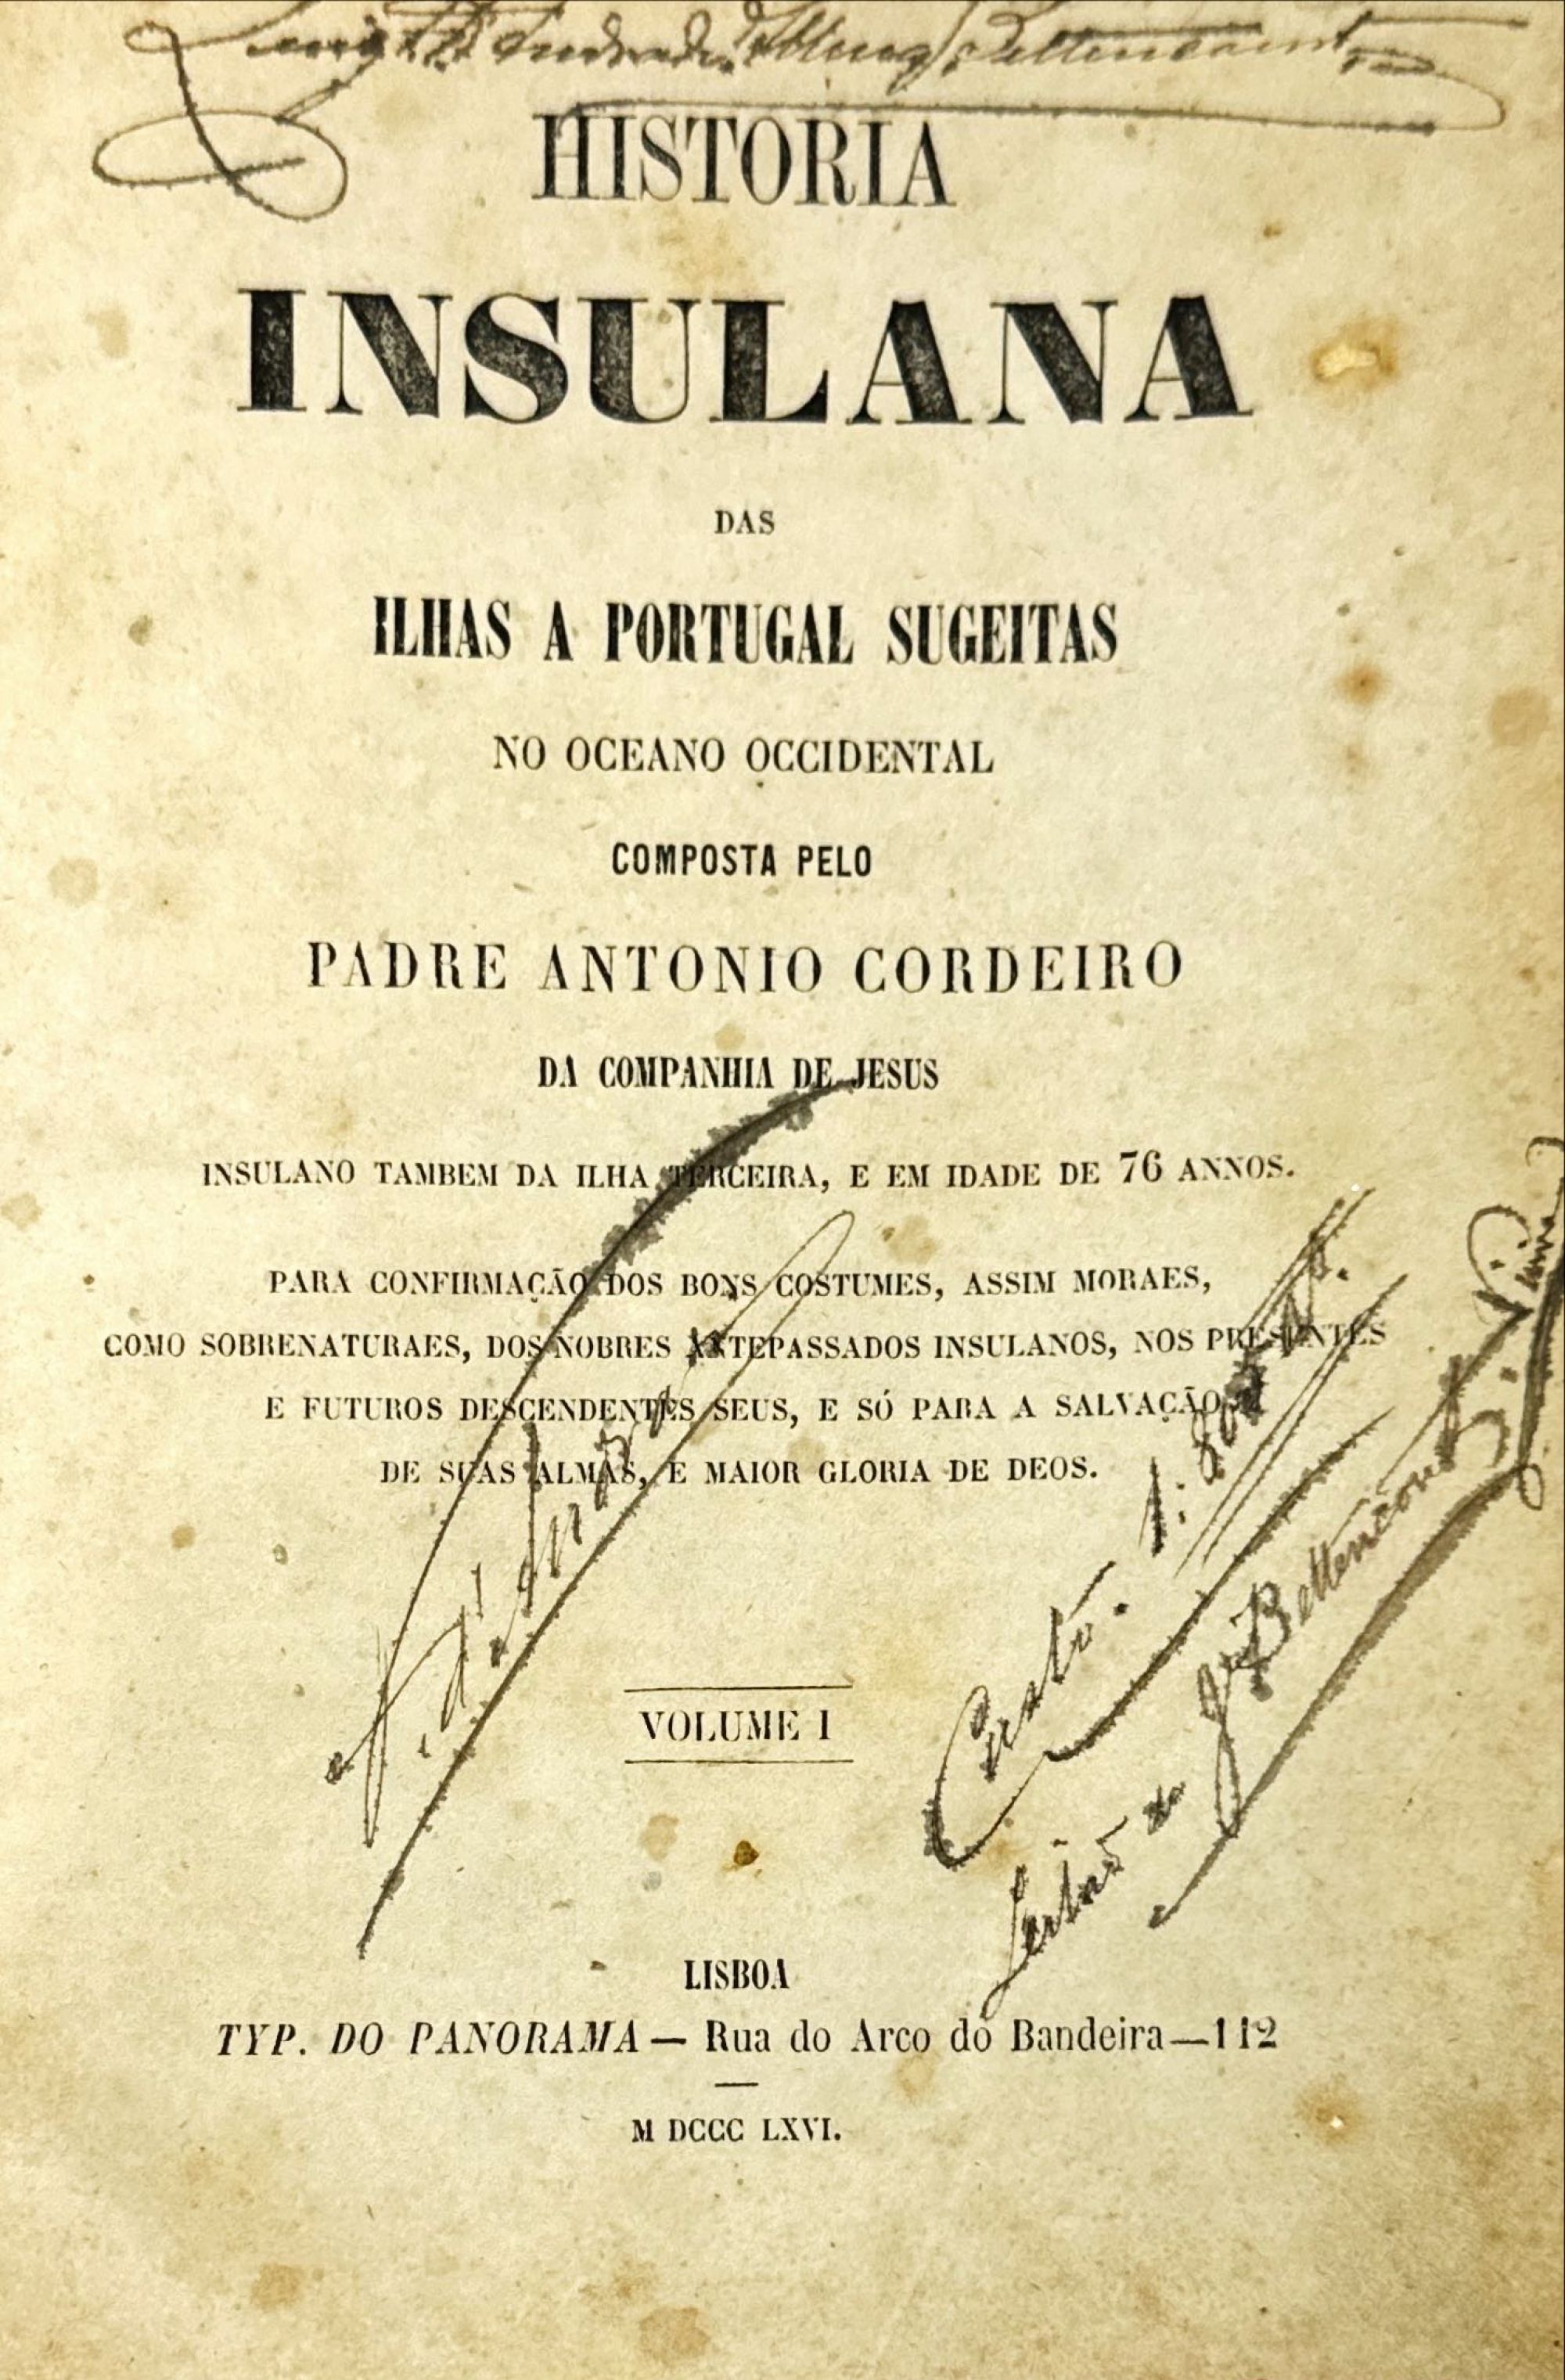 Bettencourt
HISTORIA
INSULANA
DAS
ILHAS A PORTUGAL SUGEITAS
NO OCEANO OCCIDENTAL
COMPOSTA PELO
PADRE ANTONIO CORDEIRO
DA COMPANHIA DE JESUS
INSULANO TAMBEM DA ILHA TERCEIRA, E EM IDADE DE 76 ANNOS.
PARA CONFIRMAÇÃO DOS BONS COSTUMES, ASSIM MORAES,
COMO SOBRENATURAES, DOS NOBRES ANTEPASSADOS INSULANOS, NOS PRESENTES
E FUTUROS DESCENDENTES SEUS, E SÓ PARA A SALVAÇÃO
DE SUAS ALMAS, E MAIOR GLORIA DE DEOS.
Custo.
Bettencourt
VOLUME I
LISBOA
TYP. DO PANORAMA — Rua do Arco do Bandeira — 112
M DCCC LXVI.